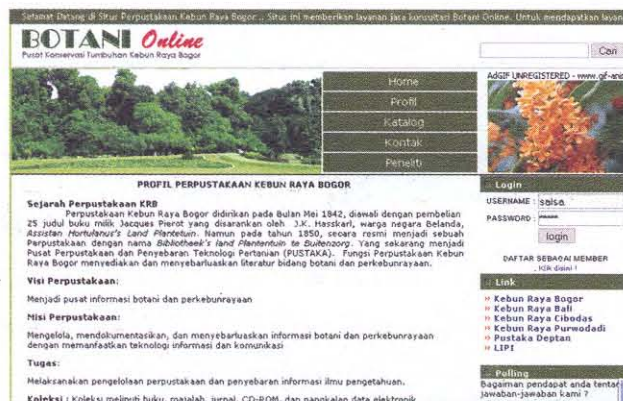 Selamat Datang di Situs Perpustakaan Kebun Raya Bogor .. Situs ini memberikan layanan jasa konsultasi Botani Online. Untuk mendapatkan layan
BOTANI Online
Pusat Konservasi Tumbuhan Kebun Raya Bogor
Cari
Home
Profil
Katalog
Kontak
Peneliti
AdGIF UNREGISTERED - www.gif-ani
PROFIL PERPUSTAKAAN KEBUN RAYA BOGOR
Sejarah Perpustakaan KRB
Perpustakaan Kebun Raya Bogor didirikan pada Bulan Mei 1842, diawali dengan pembelian
25 judul buku milik Jacques Pierot yang disarankan oleh J.K. Hasskarl, warga negara Belanda,
Assisten Hortulanus's Land Plantetuin. Namun pada tahun 1850, secara resmi menjadi sebuah
Perpustakaan dengan nama Bibliotheek's land Plantentuin te Buitenzorg. Yang sekarang menjadi
Pusat Perpustakaan dan Penyebaran Teknologi Pertanian (PUSTAKA). Fungsi Perpustakaan Kebun
Raya Bogor menyediakan dan menyebarluaskan literatur bidang botani dan perkebunrayaan.
Visi Perpustakaan:
Menjadi pusat informasi botani dan perkebunrayaan
Misi Perpustakaan:
Mengelola, mendokumentasikan, dan menyebarluaskan informasi botani dan perkebunrayaan
dengan memanfaatkan teknologi informasi dan komunikasi
Tugas:
Melaksanakan pengelolaan perpustakaan dan penyebaran informasi ilmu pengetahuan.
Koleksi : Koleksi meliputi buku, majalah, jurnal, CD-ROM, dan pangkalan data elektronik
Login
USERNAME : salsa
PASSWORD : *****
login
DAFTAR SEBAGAI MEMBER
, Klik disini !
Link
» Kebun Raya Bogor
» Kebun Raya Bali
» Kebun Raya Cibodas
» Kebun Raya Purwodadi
» Pustaka Deptan
» LIPI
Polling
Bagaiman pendapat anda tentang
jawaban-jawaban kami ?